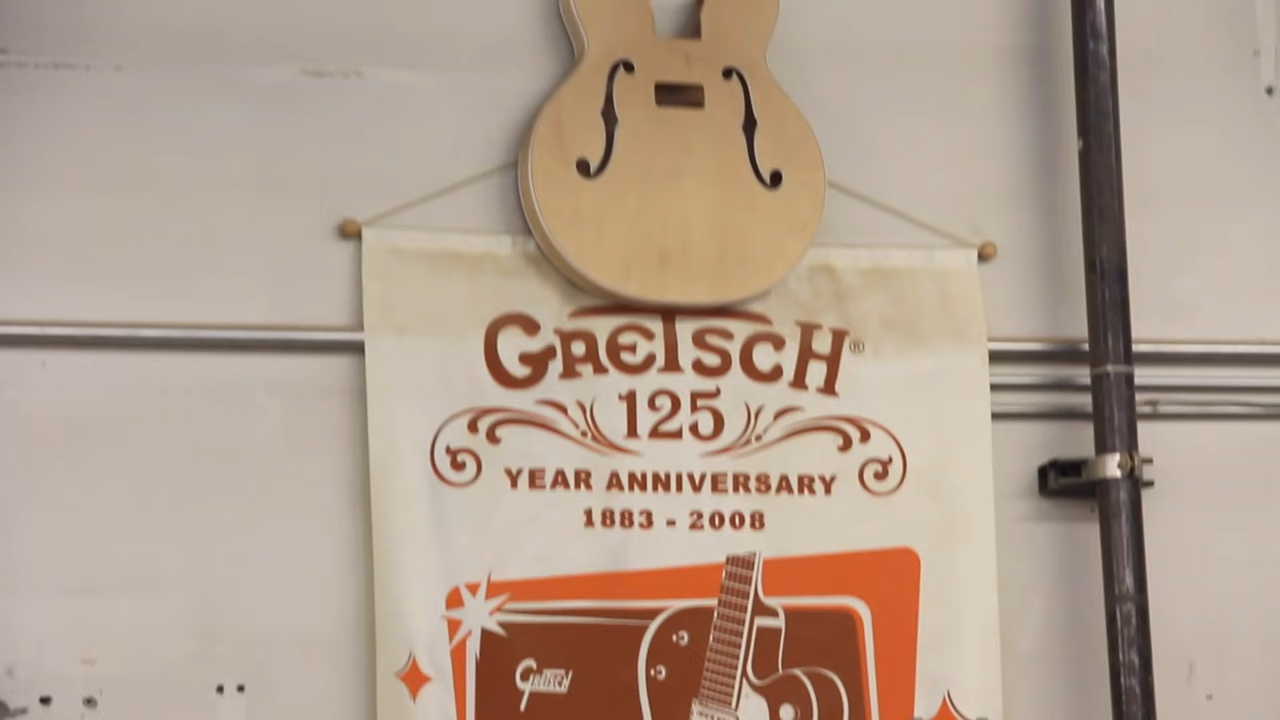 GRETSCH®
125
YEAR ANNIVERSARY
1883 - 2008
GRETSCH